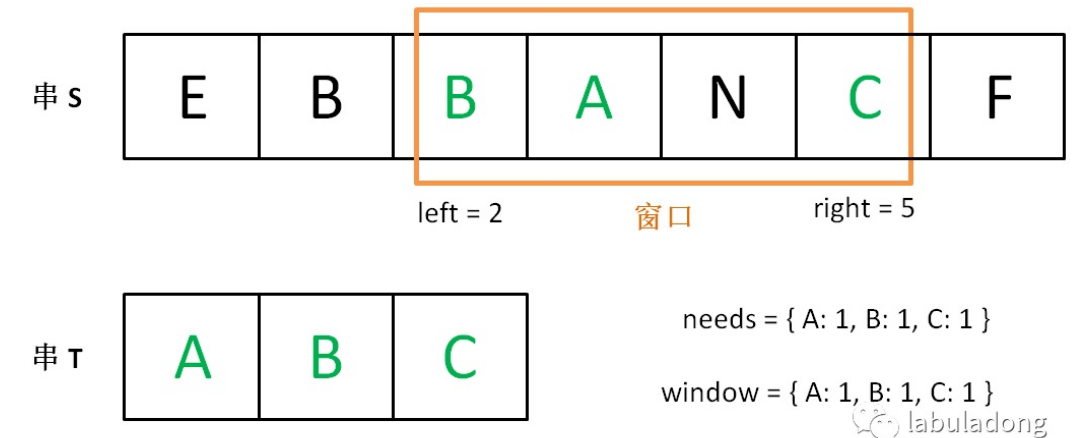 串 S E B B A N C F
left = 2 窗口 right = 5
串 T A B C
needs = { A: 1, B: 1, C: 1 }
window = { A: 1, B: 1, C: 1 }
labuladong